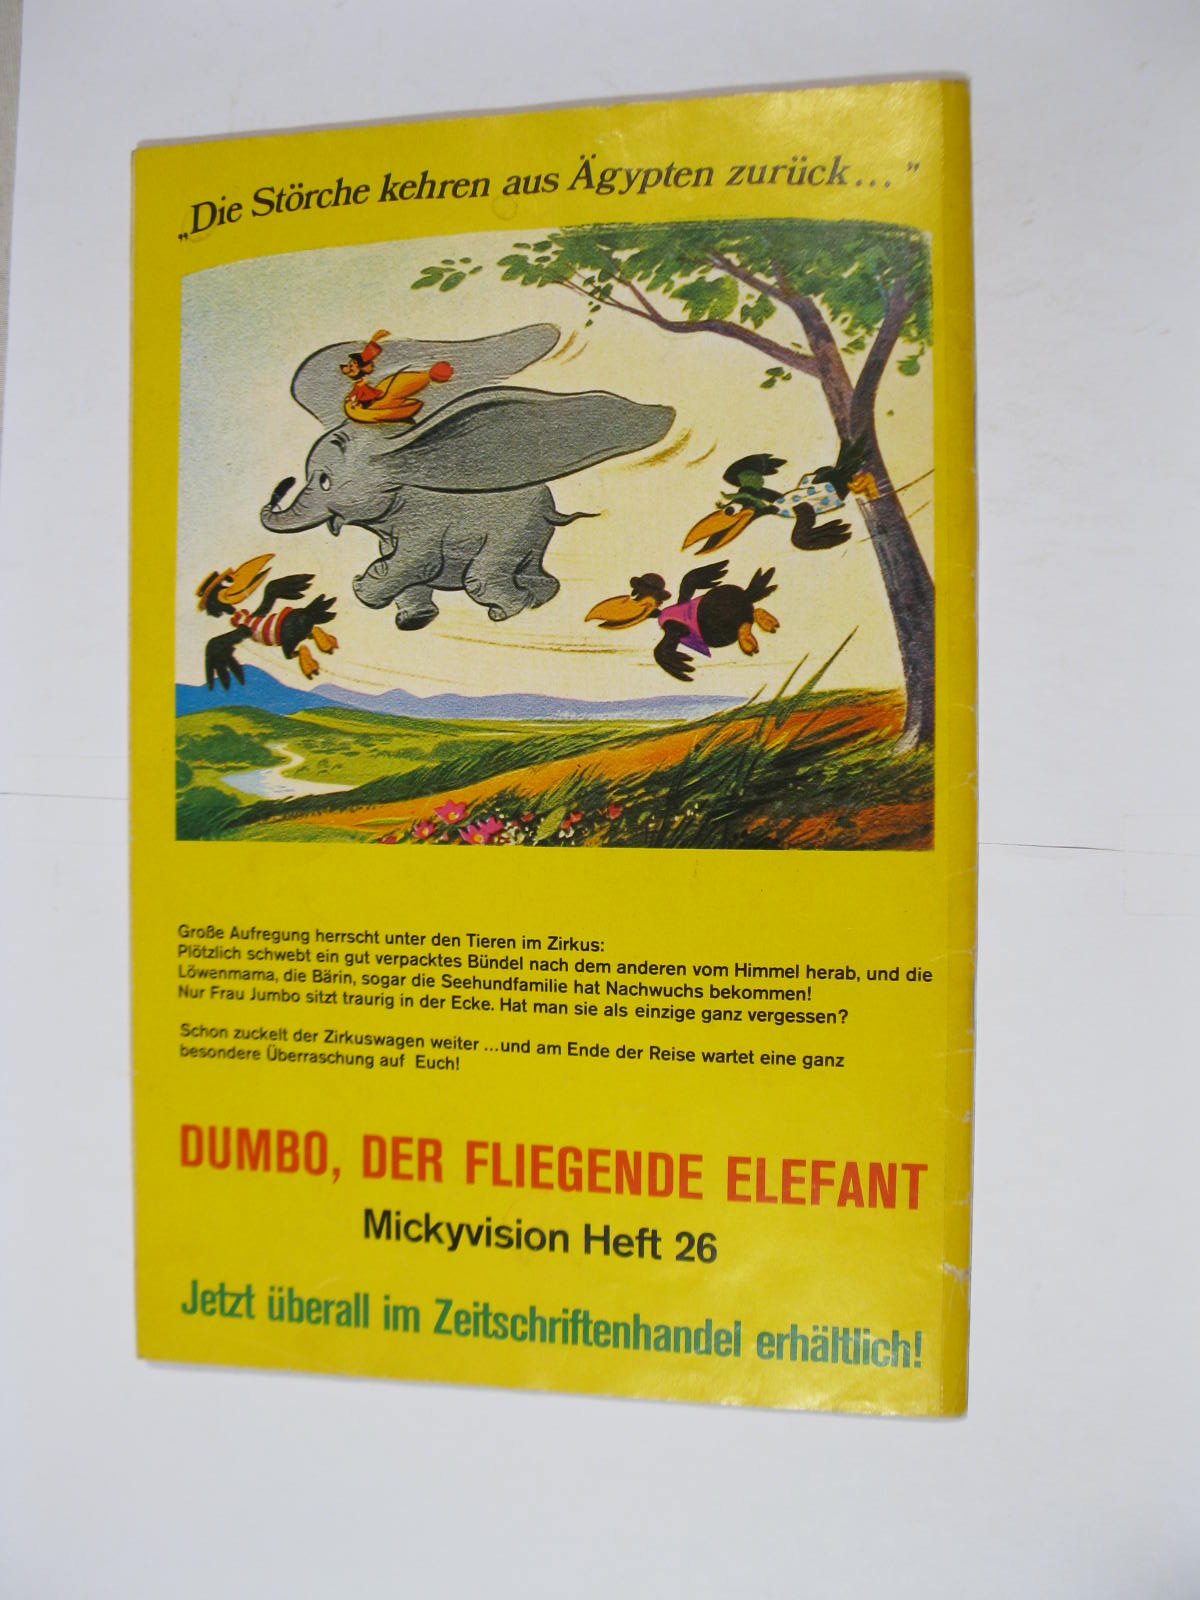 „Die Störche kehren aus Ägypten zurück..."
Große Aufregung herrscht unter den Tieren im Zirkus:
Plötzlich schwebt ein gut verpacktes Bündel nach dem anderen vom Himmel herab, und die
Löwenmama, die Bärin, sogar die Seehundfamilie hat Nachwuchs bekommen!
Nur Frau Jumbo sitzt traurig in der Ecke. Hat man sie als einzige ganz vergessen?
Schon zuckelt der Zirkuswagen weiter ...und am Ende der Reise wartet eine ganz
besondere Überraschung auf Euch!
DUMBO, DER FLIEGENDE ELEFANT
Mickyvision Heft 26
Jetzt überall im Zeitschriftenhandel erhältlich!